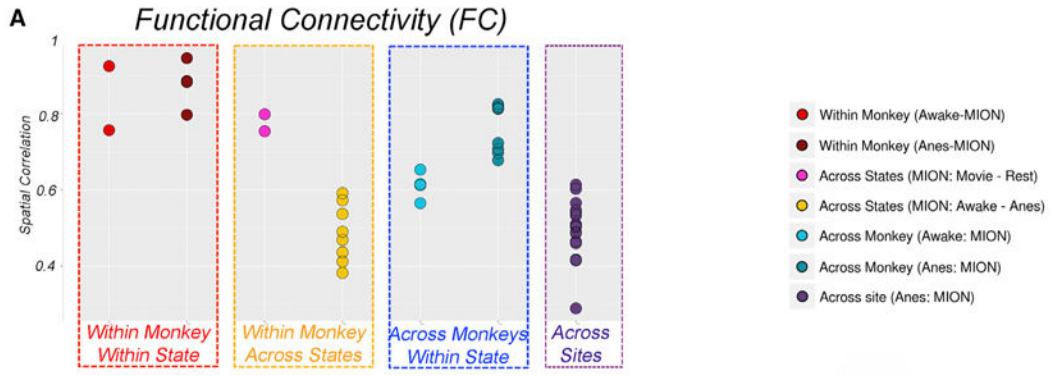 A
Functional Connectivity (FC)
1
0.8
0.6
0.4
Spatial Correlation
Within Monkey
Within State
Within Monkey
Across States
Across Monkeys
Within State
Across
Sites
Within Monkey (Awake-MION)
Within Monkey (Anes-MION)
Across States (MION: Movie - Rest)
Across States (MION: Awake - Anes)
Across Monkey (Awake: MION)
Across Monkey (Anes: MION)
Across site (Anes: MION)